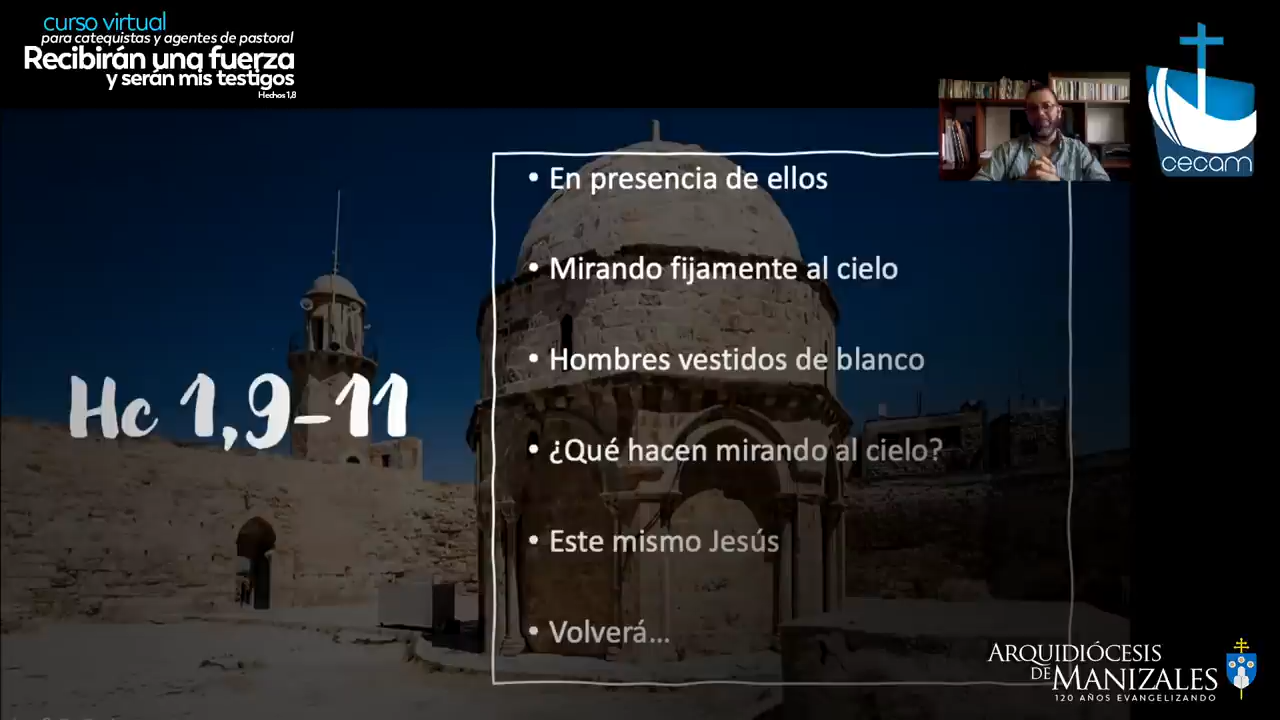 curso virtual
para catequistas y agentes de pastoral
Recibirán una fuerza
y serán mis testigos
Hechos 1,8
cecam
• En presencia de ellos
• Mirando fijamente al cielo
• Hombres vestidos de blanco
Hc 1,9-11
• ¿Qué hacen mirando al cielo?
• Este mismo Jesús
• Volverá...
ARQUIDIÓCESIS
DE MANIZALES
120 AÑOS EVANGELIZANDO